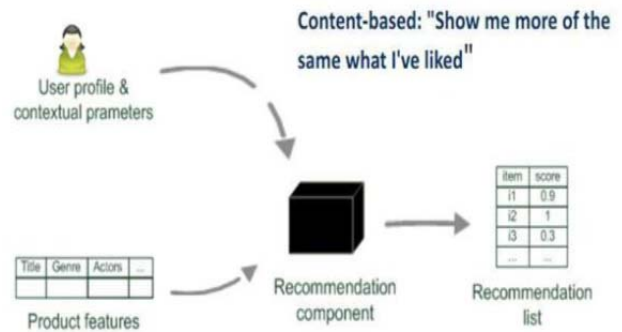 Content-based: "Show me more of the
same what I've liked"
User profile &
contextual prameters
Title Genre Actors ...
Product features
Recommendation
component
item score
i1 0.9
i2 1
i3 0.3
... ...
Recommendation
list